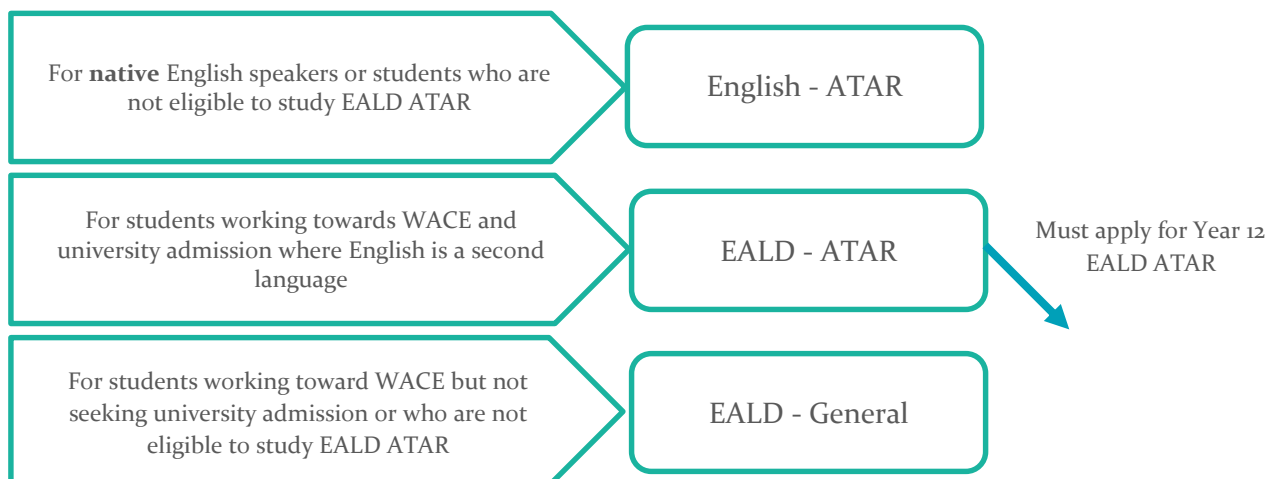 For native English speakers or students who are
not eligible to study EALD ATAR
English - ATAR
For students working towards WACE and
university admission where English is a second
language
EALD - ATAR
Must apply for Year 12
EALD ATAR
For students working toward WACE but not
seeking university admission or who are not
eligible to study EALD ATAR
EALD - General